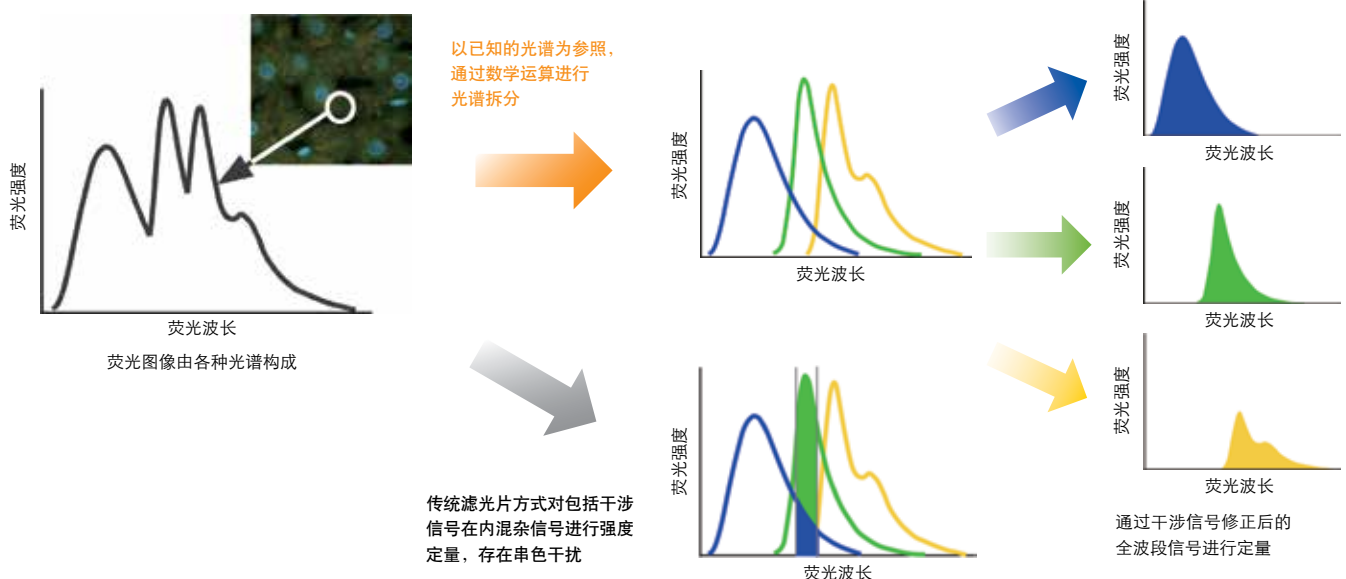 荧光强度
荧光波长
荧光图像由各种光谱构成
以已知的光谱为参照，
通过数学运算进行
光谱拆分
传统滤光片方式对包括干涉
信号在内混杂信号进行强度
定量，存在串色干扰
荧光强度
荧光波长
荧光强度
荧光波长
荧光强度
荧光波长
荧光强度
荧光波长
荧光强度
荧光波长
通过干涉信号修正后的
全波段信号进行定量